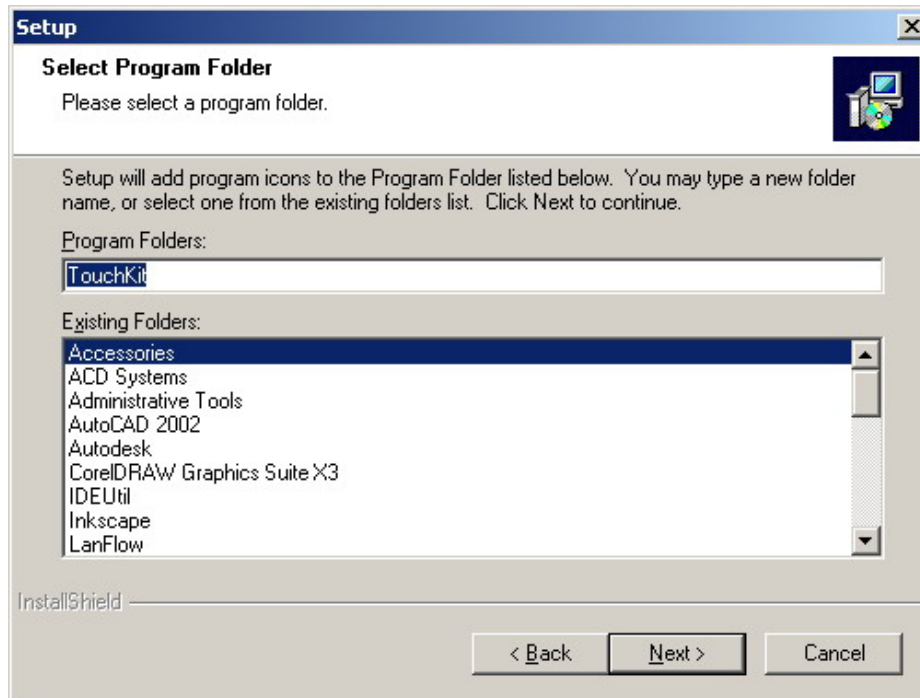 Setup
Select Program Folder
Please select a program folder.
Setup will add program icons to the Program Folder listed below. You may type a new folder
name, or select one from the existing folders list. Click Next to continue.
Program Folders:
TouchKit
Existing Folders:
Accessories
ACD Systems
Administrative Tools
AutoCAD 2002
Autodesk
CorelDRAW Graphics Suite X3
IDEUtil
Inkscape
LanFlow
InstallShield
< Back Next > Cancel